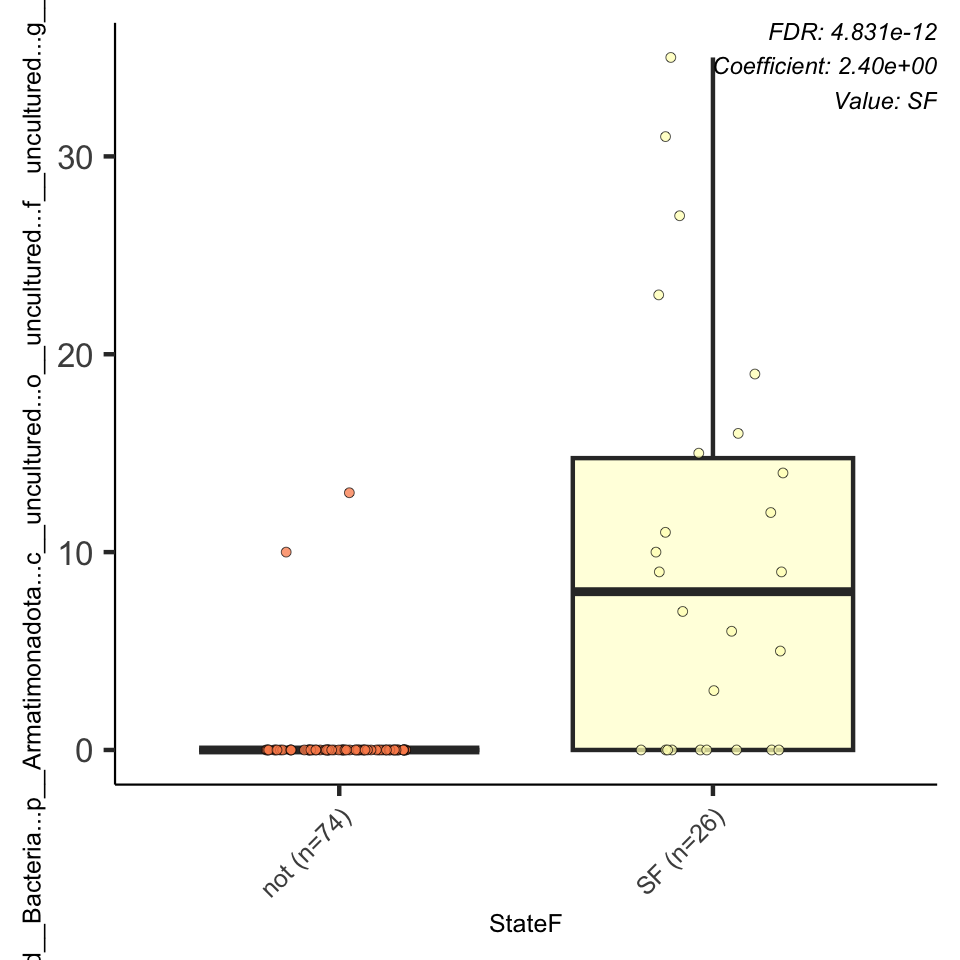 FDR: 4.831e-12
Coefficient: 2.40e+00
Value: SF
d__Bacteria...p__Armatimonadota...c__uncultured...o__uncultured...f__uncultured...g__
30
20
10
0
not (n=74)
SF (n=26)
StateF